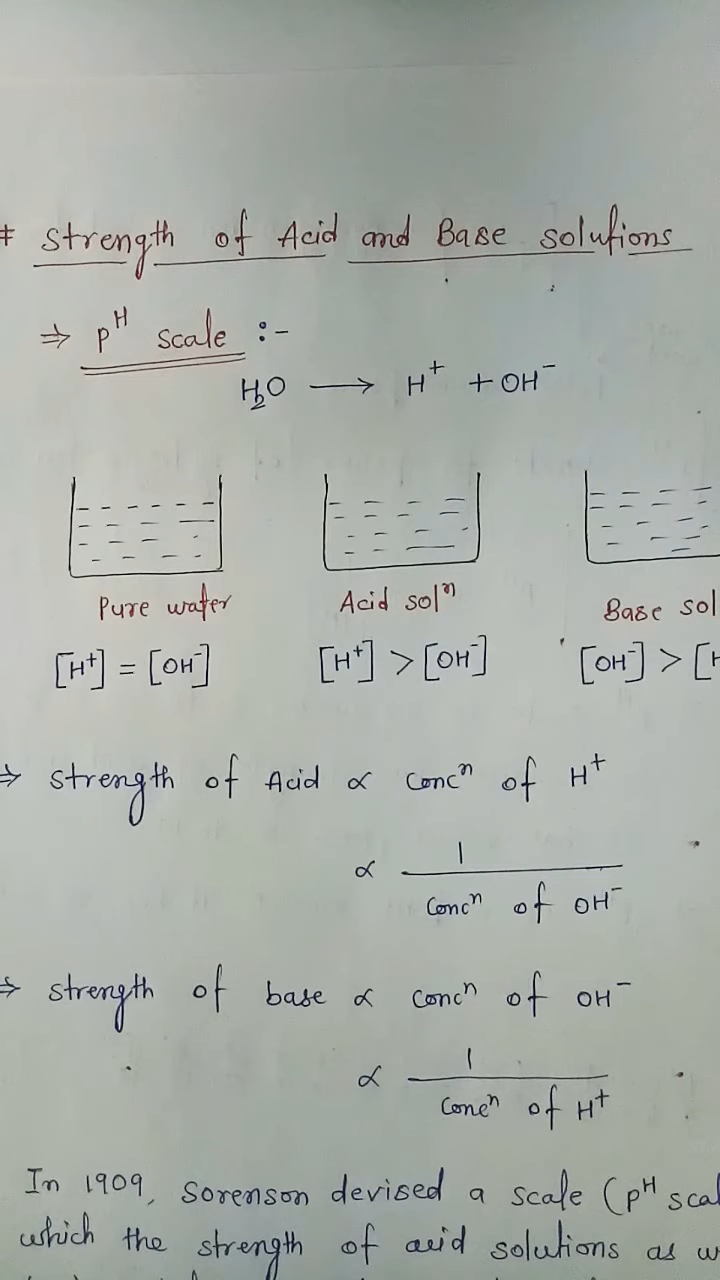 # Strength of Acid and Base solutions
⇒ pᴴ scale :-
H₂O ⟶ H⁺ + OH⁻
Pure water Acid solⁿ Base sol
[H⁺] = [OH⁻] [H⁺] > [OH⁻] [OH⁻] > [H
⇒ Strength of Acid ∝ Concⁿ of H⁺
∝ 1
Concⁿ of OH⁻
⇒ Strength of base ∝ Concⁿ of OH⁻
∝ 1
Concⁿ of H⁺
In 1909, Sorenson devised a scale (pᴴ scal
which the strength of acid solutions as w